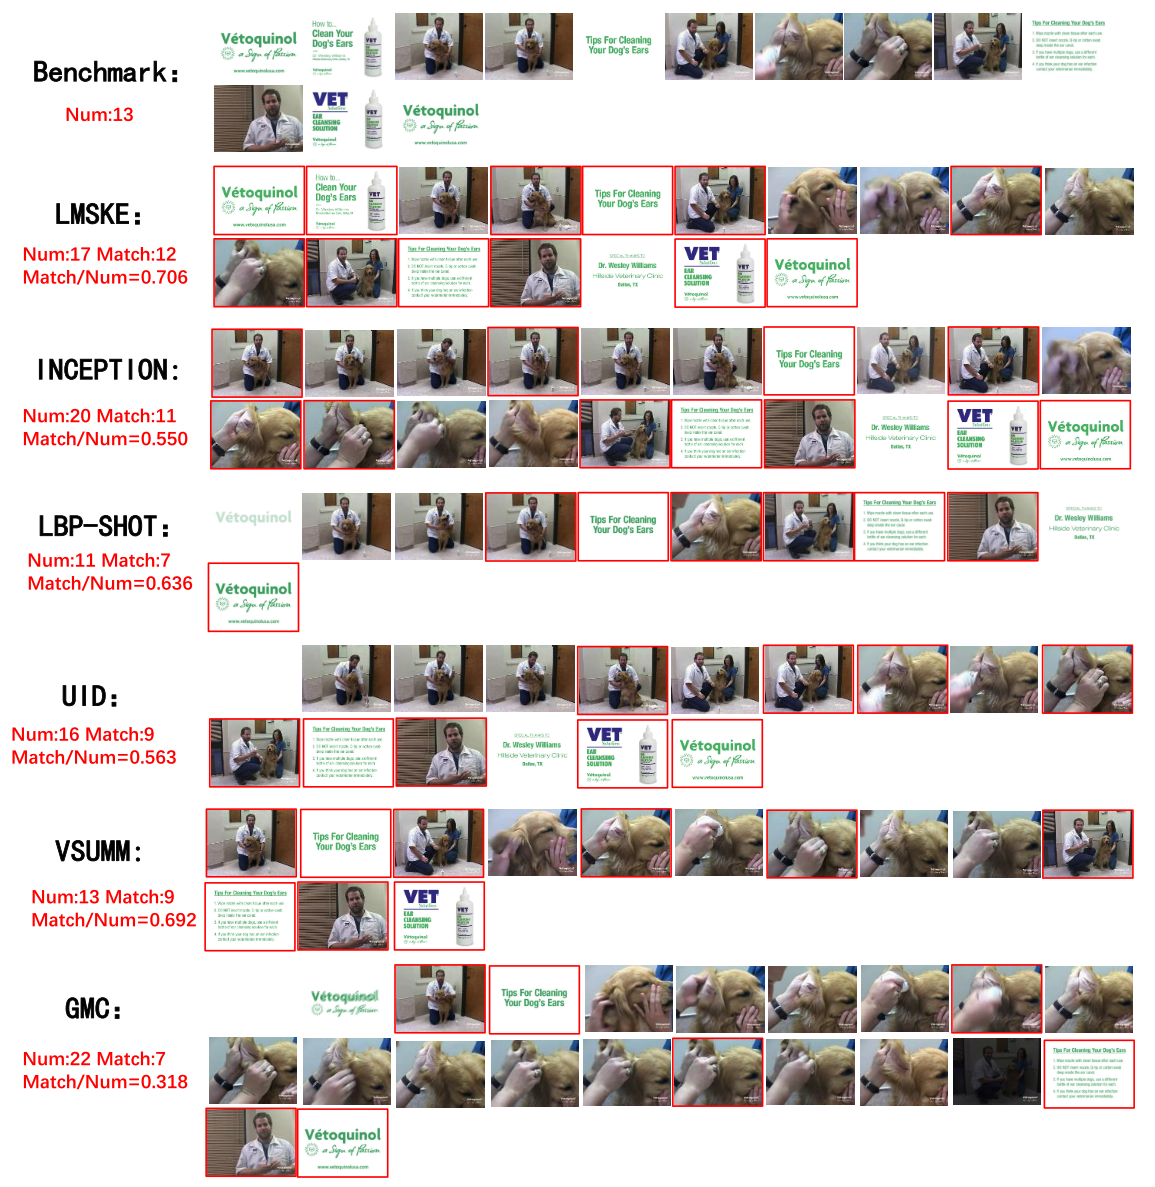 Benchmark:
Num:13
Vétoquinol
a Sign of Passion
www.vetoquinolusa.com
How to...
Clean Your
Dog's Ears
Tips For Cleaning
Your Dog's Ears
Tips For Cleaning Your Dog's Ears
VET
Solutions
EAR
CLEANSING
SOLUTION
Vétoquinol
Vétoquinol
a Sign of Passion
www.vetoquinolusa.com
LMSKE:
Num:17 Match:12
Match/Num=0.706
Vétoquinol
a Sign of Passion
www.vetoquinolusa.com
How to...
Clean Your
Dog's Ears
Tips For Cleaning
Your Dog's Ears
Tips For Cleaning Your Dog's Ears
SPECIAL THANKS TO
Dr. Wesley Williams
Hillside Veterinary Clinic
Dallas, TX
VET
Solutions
EAR
CLEANSING
SOLUTION
Vétoquinol
Vétoquinol
a Sign of Passion
www.vetoquinolusa.com
INCEPTION:
Num:20 Match:11
Match/Num=0.550
Tips For Cleaning
Your Dog's Ears
Tips For Cleaning Your Dog's Ears
SPECIAL THANKS TO
Dr. Wesley Williams
Hillside Veterinary Clinic
Dallas, TX
VET
Solutions
EAR
CLEANSING
SOLUTION
Vétoquinol
Vétoquinol
a Sign of Passion
www.vetoquinolusa.com
LBP-SHOT:
Num:11 Match:7
Match/Num=0.636
Vétoquinol
Tips For Cleaning
Your Dog's Ears
Tips For Cleaning Your Dog's Ears
SPECIAL THANKS TO
Dr. Wesley Williams
Hillside Veterinary Clinic
Dallas, TX
Vétoquinol
a Sign of Passion
www.vetoquinolusa.com
UID:
Num:16 Match:9
Match/Num=0.563
Tips For Cleaning Your Dog's Ears
SPECIAL THANKS TO
Dr. Wesley Williams
Hillside Veterinary Clinic
Dallas, TX
VET
Solutions
EAR
CLEANSING
SOLUTION
Vétoquinol
Vétoquinol
a Sign of Passion
www.vetoquinolusa.com
VSUMM:
Num:13 Match:9
Match/Num=0.692
Tips For Cleaning
Your Dog's Ears
Tips For Cleaning Your Dog's Ears
VET
Solutions
EAR
CLEANSING
SOLUTION
Vétoquinol
GMC:
Num:22 Match:7
Match/Num=0.318
Vétoquinol
a Sign of Passion
Tips For Cleaning
Your Dog's Ears
Tips For Cleaning Your Dog's Ears
Vétoquinol
a Sign of Passion
www.vetoquinolusa.com